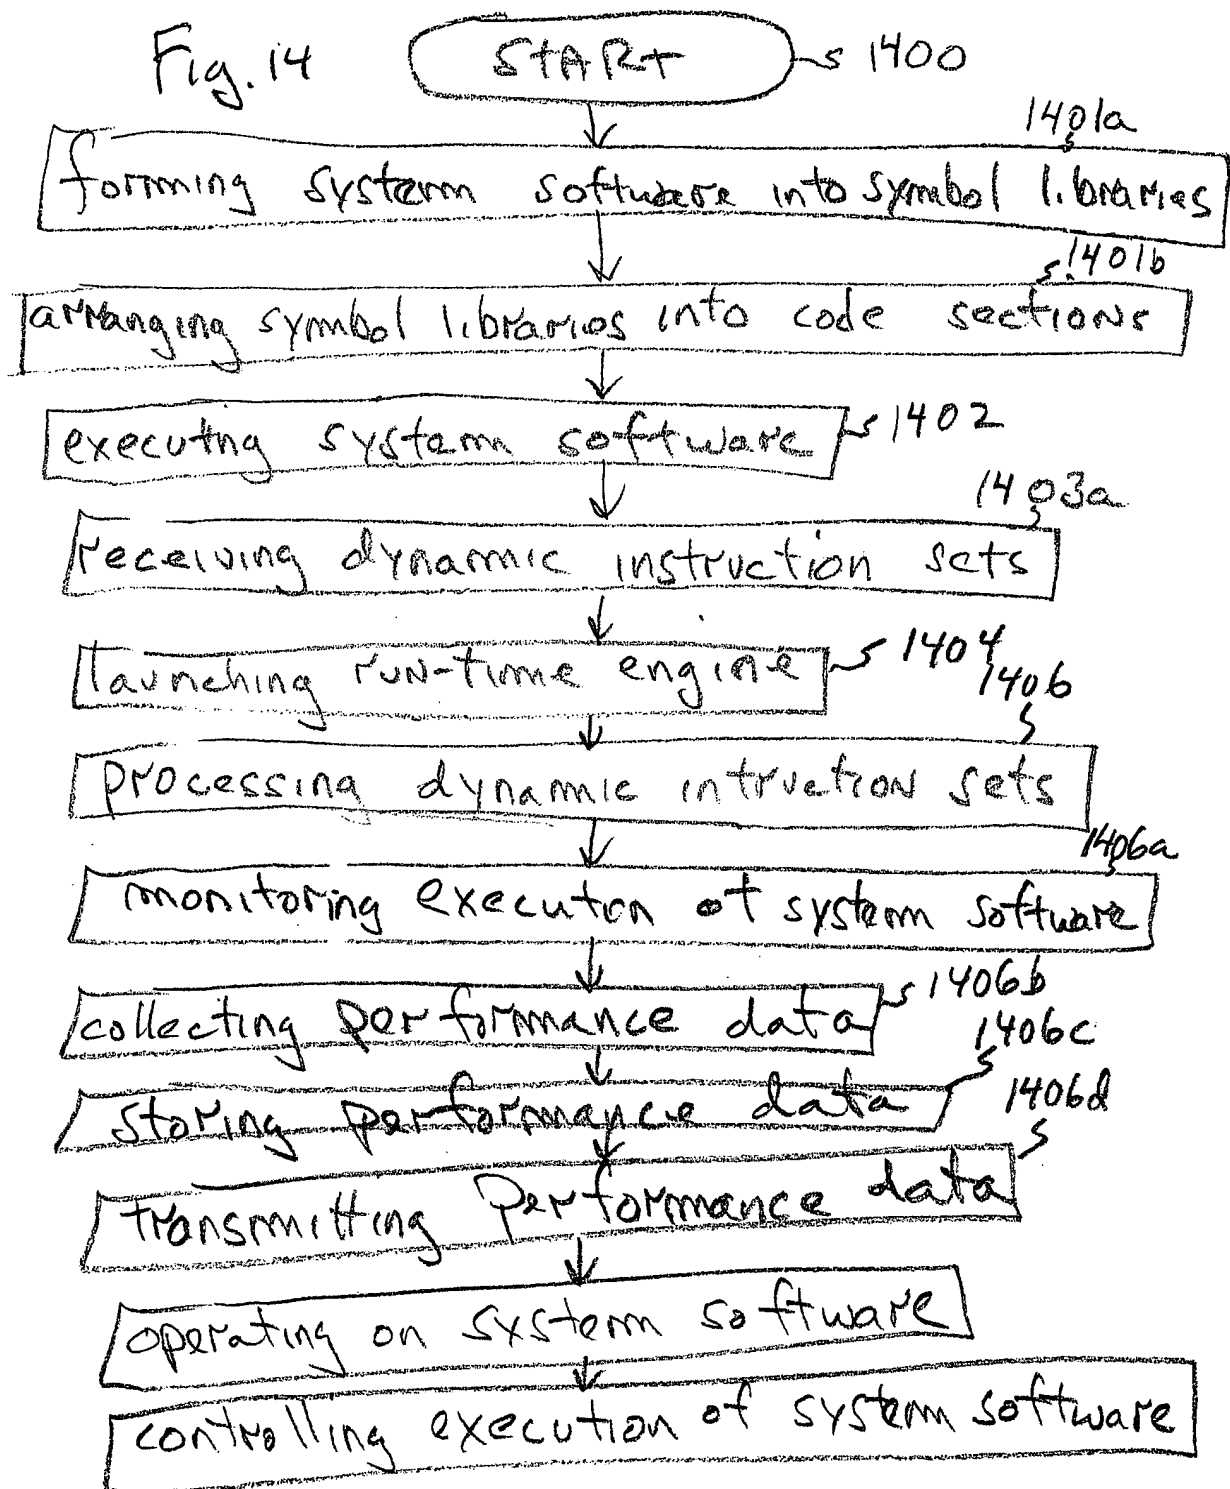 Fig. 14 START 1400
1401a
forming system software into symbol libraries
1401b
arranging symbol libraries into code sections
executng system software 1402
1403a
receiving dynamic instruction sets
launching run-time engine 1404
1406
processing dynamic intruction sets
1406a
monitoring execution of system software
collecting performance data 1406b
1406c
storing performance data 1406d
transmitting performance data
operating on system software
controlling execution of system software